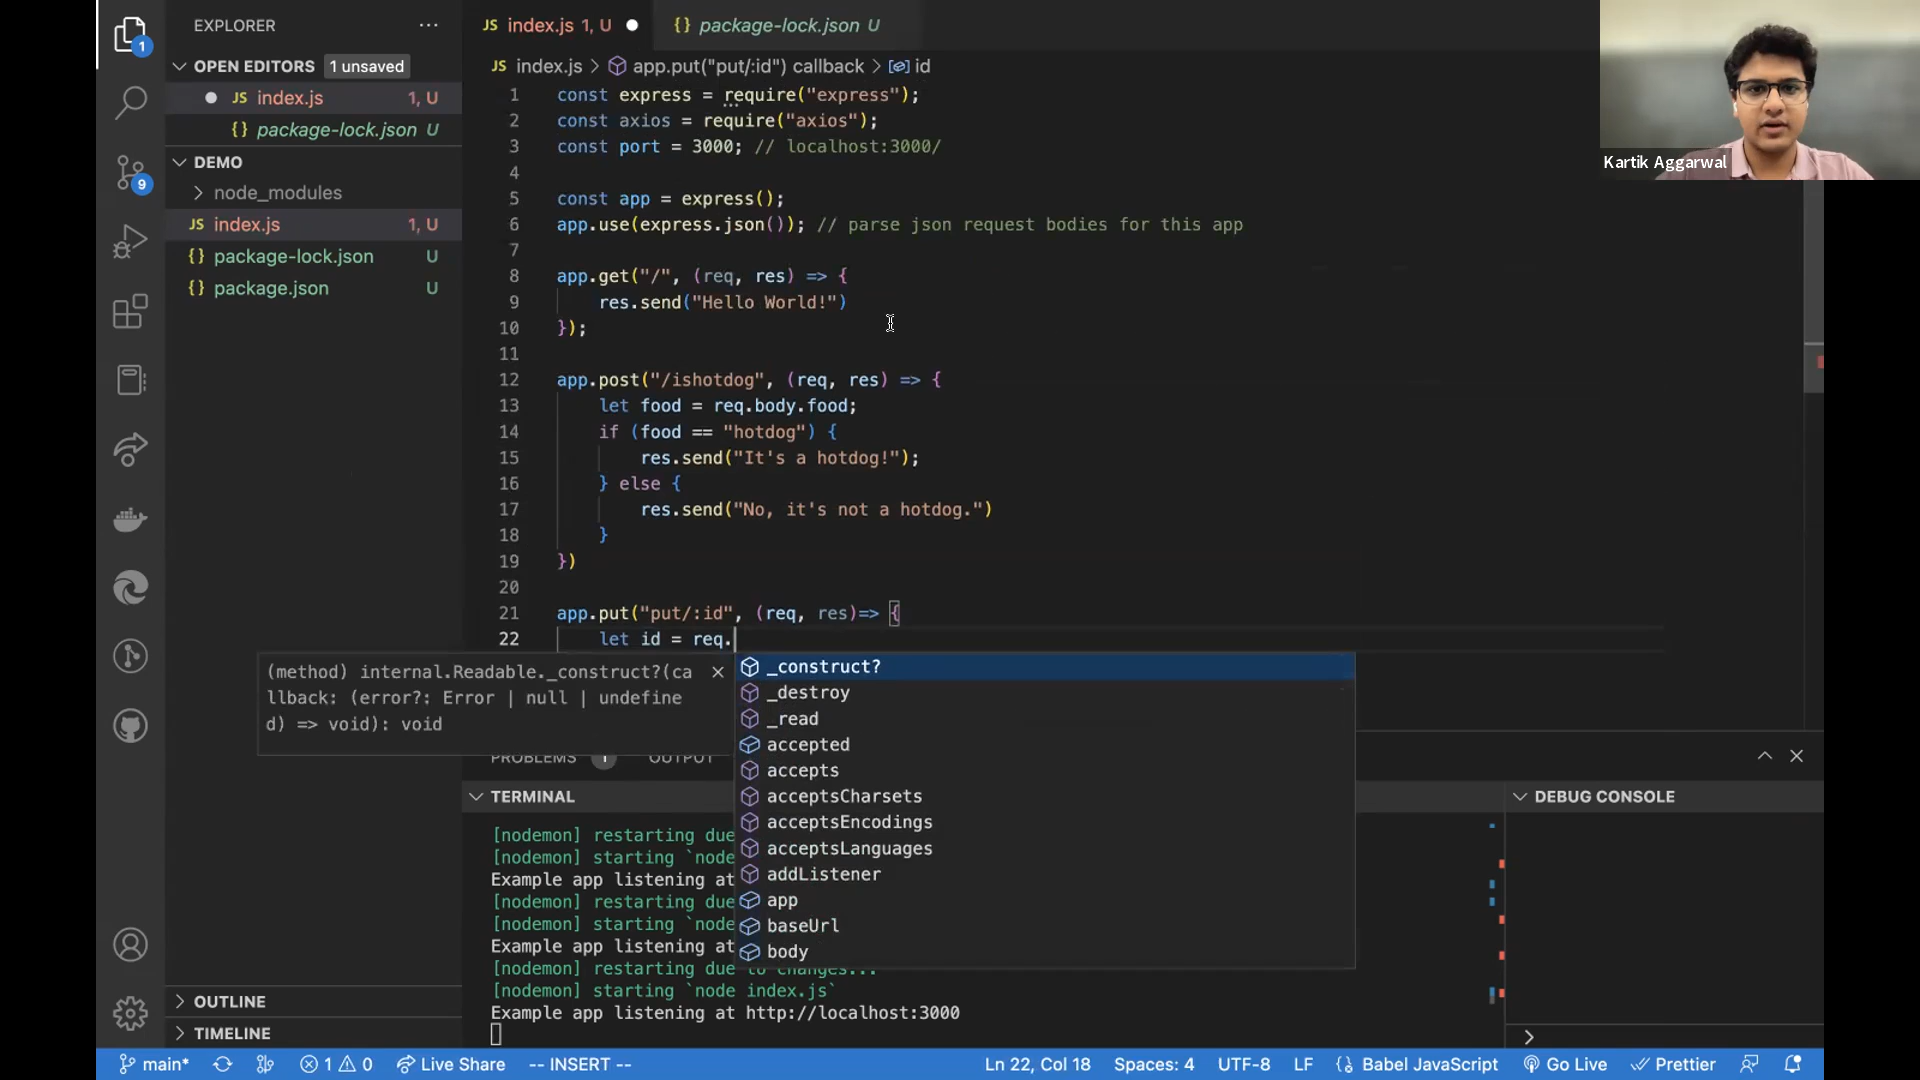 EXPLORER
OPEN EDITORS 1 unsaved
JS index.js 1, U
{} package-lock.json U
DEMO
node_modules
JS index.js 1, U
{} package-lock.json U
{} package.json U
OUTLINE
TIMELINE
1
9
JS index.js 1, U
{} package-lock.json U
JS index.js > app.put("put/:id") callback > id
1 const express = require("express");
2 const axios = require("axios");
3 const port = 3000; // localhost:3000/
4
5 const app = express();
6 app.use(express.json()); // parse json request bodies for this app
7
8 app.get("/", (req, res) => {
9 res.send("Hello World!")
10 });
11
12 app.post("/ishotdog", (req, res) => {
13 let food = req.body.food;
14 if (food == "hotdog") {
15 res.send("It's a hotdog!");
16 } else {
17 res.send("No, it's not a hotdog.")
18 }
19 })
20
21 app.put("put/:id", (req, res)=> {
22 let id = req.
(method) internal.Readable._construct?(ca
llback: (error?: Error | null | undefine
d) => void): void
_construct?
_destroy
_read
accepted
accepts
acceptsCharsets
acceptsEncodings
acceptsLanguages
addListener
app
baseUrl
body
PROBLEMS 1 OUTPUT
TERMINAL
[nodemon] restarting due
[nodemon] starting `node
Example app listening at
[nodemon] restarting due
[nodemon] starting `node
Example app listening at
[nodemon] restarting due to changes...
[nodemon] starting `node index.js`
Example app listening at http://localhost:3000
DEBUG CONSOLE
Kartik Aggarwal
main* 1 0 Live Share -- INSERT -- Ln 22, Col 18 Spaces: 4 UTF-8 LF {} Babel JavaScript Go Live Prettier